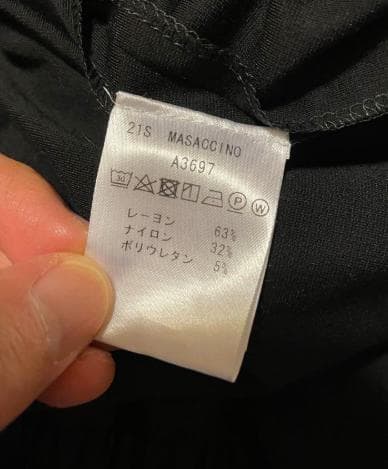 21S MASACCINO
A3697
30 P W
レーヨン 63%
ナイロン 32%
ポリウレタン 5%